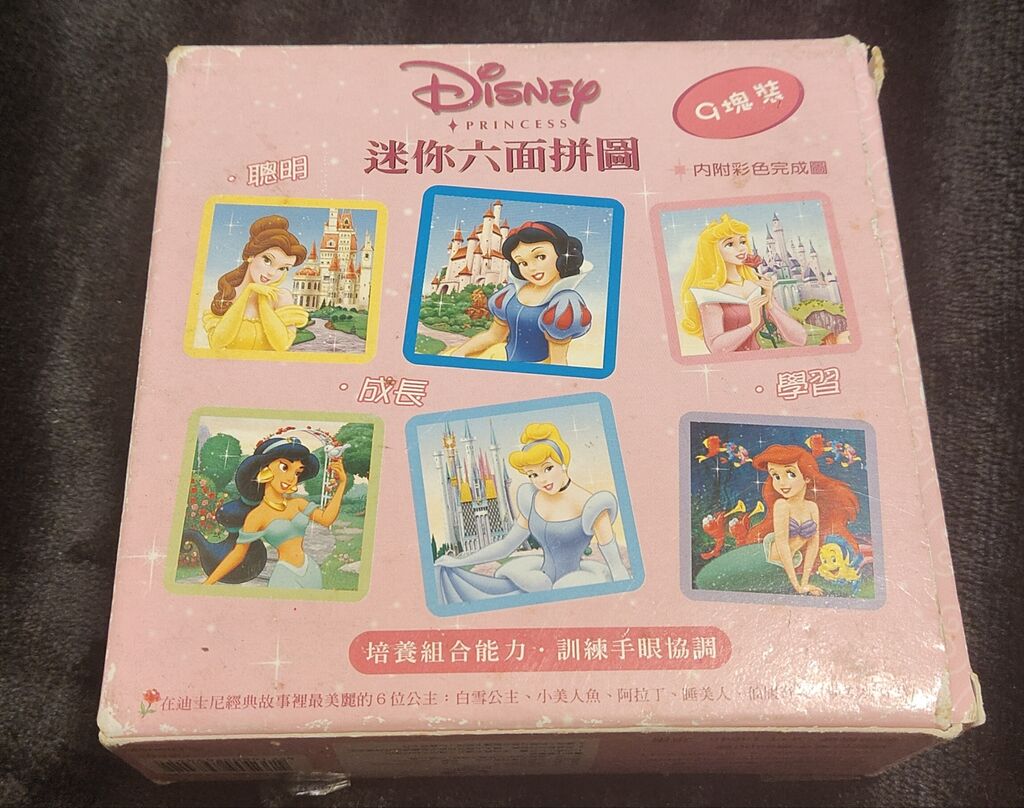 Disney
PRINCESS
9塊裝
迷你六面拼圖
・聰明
內附彩色完成圖
・成長
・學習
培養組合能力・訓練手眼協調
在迪士尼經典故事裡最美麗的6位公主：白雪公主、小美人魚、阿拉丁、睡美人、